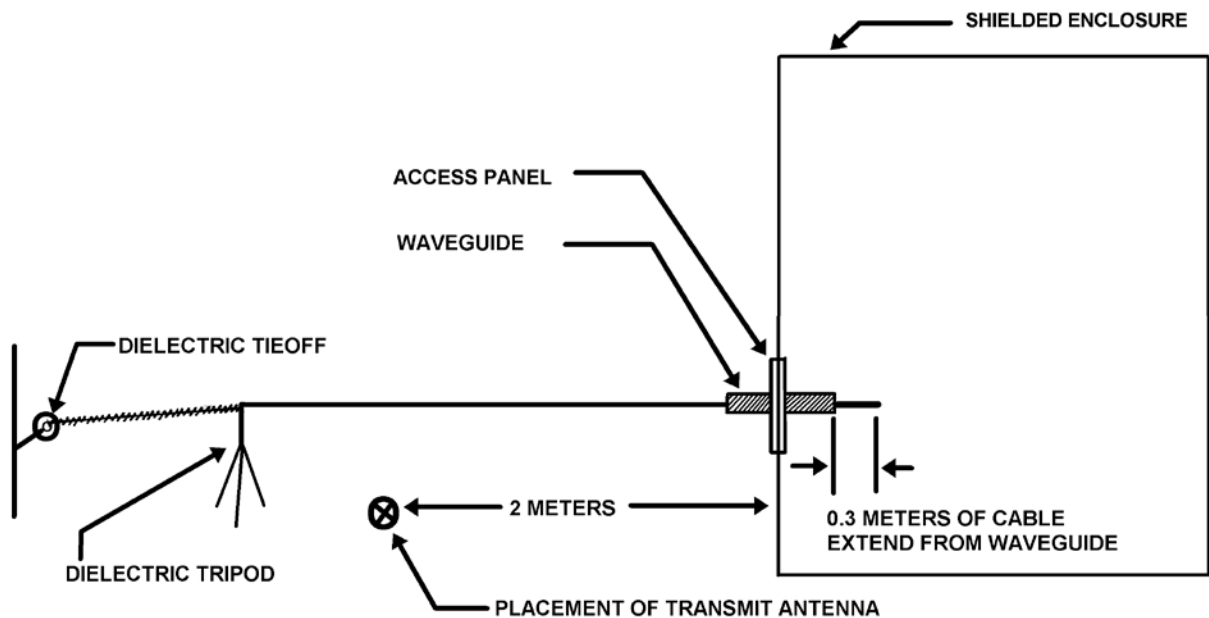 SHIELDED ENCLOSURE
ACCESS PANEL
WAVEGUIDE
DIELECTRIC TIEOFF
2 METERS
0.3 METERS OF CABLE
EXTEND FROM WAVEGUIDE
DIELECTRIC TRIPOD
PLACEMENT OF TRANSMIT ANTENNA